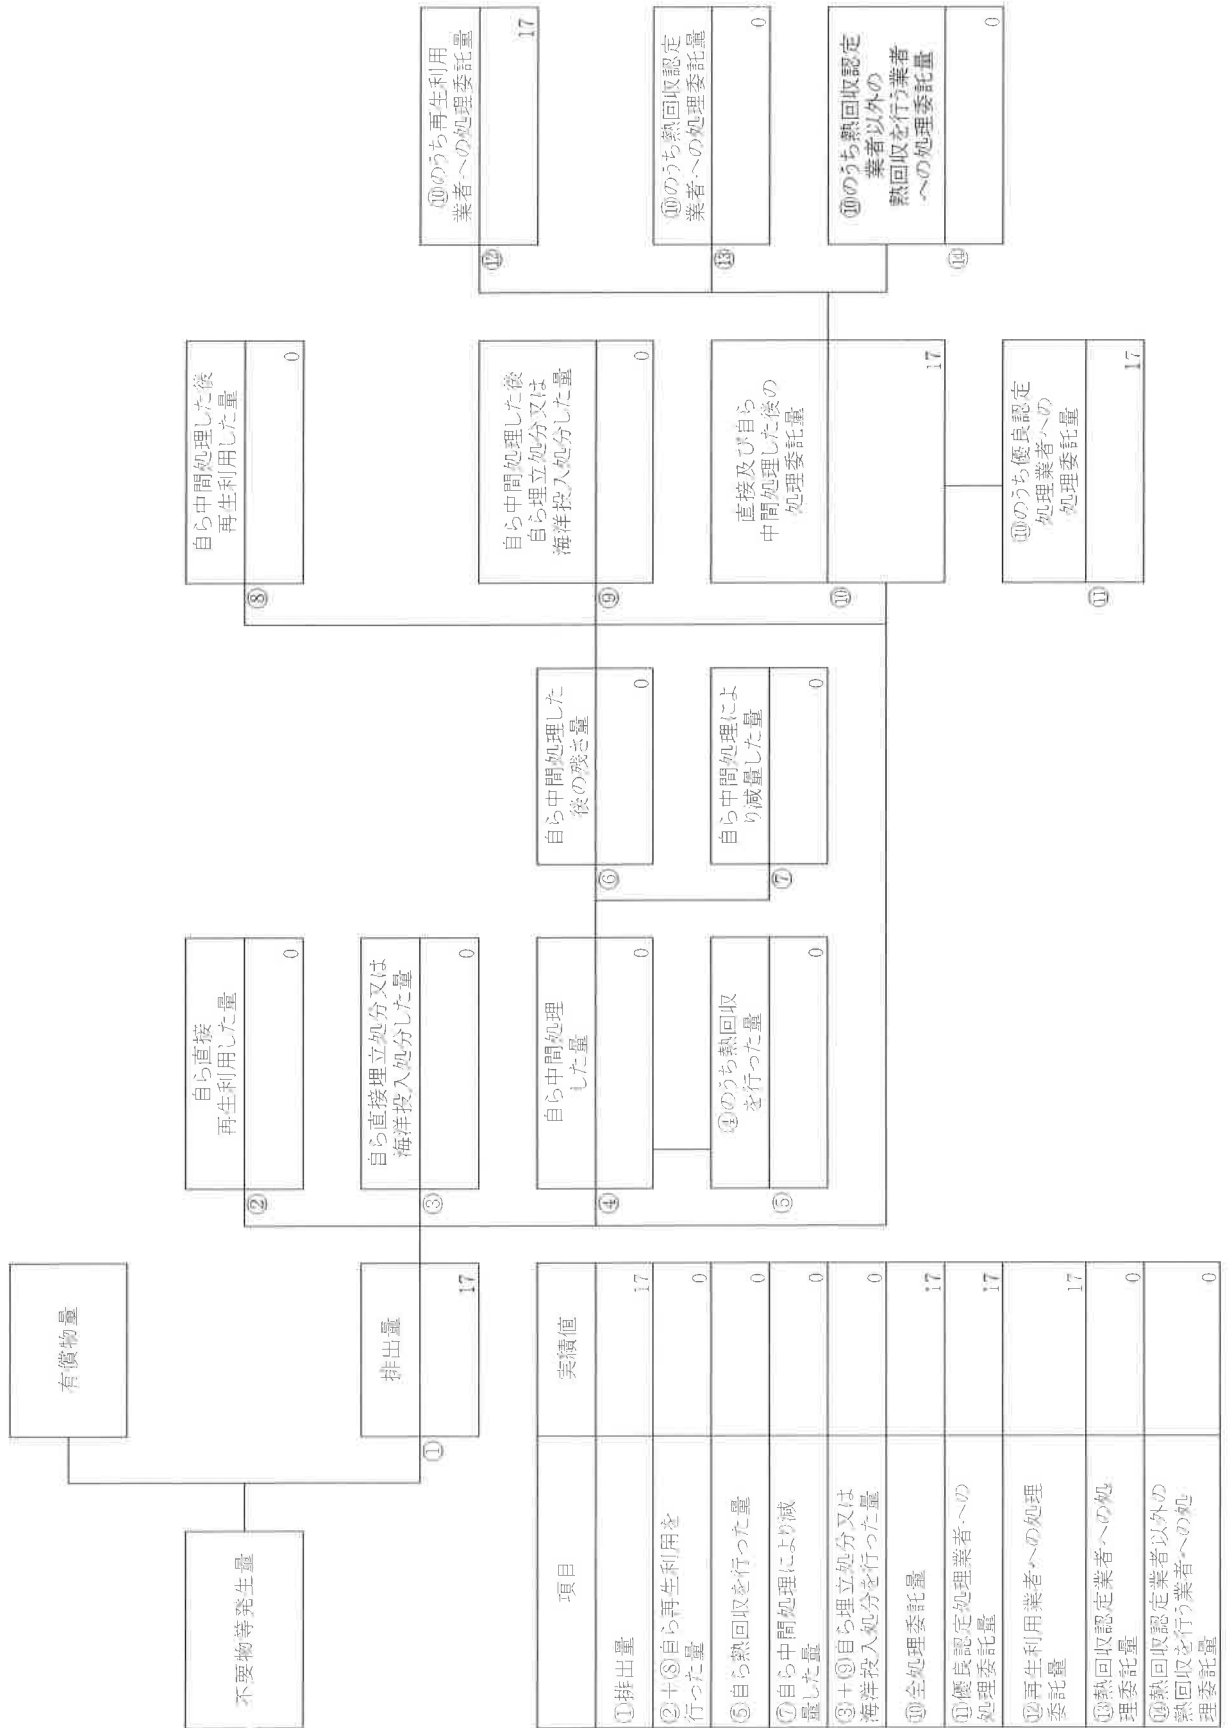 不要物等発生量
有償物量
①
排出量
17
②
自ら直接
再生利用した量
0
③
自ら直接埋立処分又は
海洋投入処分した量
0
④
自ら中間処理
した量
0
⑤
④のうち熱回収
を行った量
0
⑥
自ら中間処理した
後の残さ量
0
⑦
自ら中間処理によ
り減量した量
0
⑧
自ら中間処理した後
再生利用した量
0
⑨
自ら中間処理した後
自ら埋立処分又は
海洋投入処分した量
0
⑩
直接及び自ら
中間処理した後の
処理委託量
17
⑪
⑩のうち優良認定
処理業者への
処理委託量
17
⑫
⑩のうち再生利用
業者への処理委託量
17
⑬
⑩のうち熱回収認定
業者への処理委託量
0
⑭
⑩のうち熱回収認定
業者以外の
熱回収を行う業者
への処理委託量
0
項目 実績値
①排出量 17
②+⑧自ら再生利用を
行った量 0
⑤自ら熱回収を行った量 0
⑦自ら中間処理により減
量した量 0
③+⑨自ら埋立処分又は
海洋投入処分を行った量 0
⑩全処理委託量 17
⑪優良認定処理業者への
処理委託量 17
⑫再生利用業者への処理
委託量 17
⑬熱回収認定業者への処
理委託量 0
⑭熱回収認定業者以外の
熱回収を行う業者への処
理委託量 0